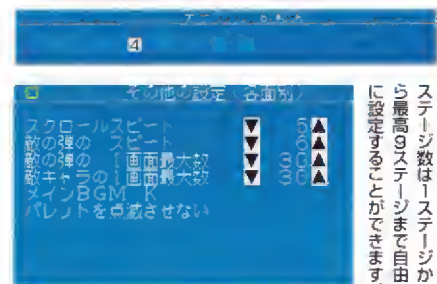 4
その他の設定(各面別)
スクロールスピード ▼ 5▲
敵の弾の スピード ▼ 6▲
敵の弾の 1画面最大数 ▼ 30▲
敵キャラの1画面最大数 ▼ 30▲
メインBGM K
パレットを点滅させない
ステージ数は1ステージか
ら最高9ステージまで自由
に設定することができます。